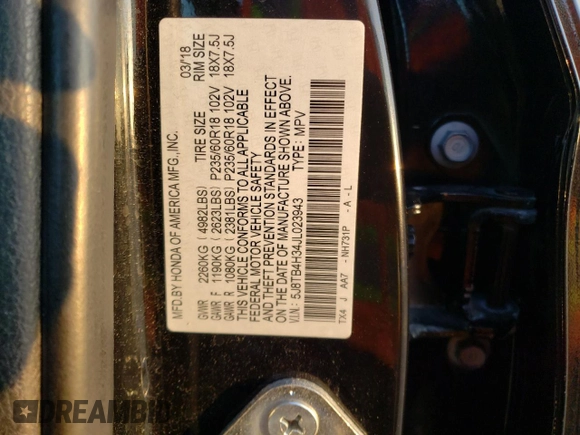 MFD.BY HONDA OF AMERICA MFG.,INC. 03/18
TIRE SIZE RIM SIZE
GVWR 2260KG ( 4982LBS)
GAWR F 1190KG ( 2623LBS) P235/60R18 102V 18X7.5J
GAWR R 1080KG ( 2381LBS) P235/60R18 102V 18X7.5J
THIS VEHICLE CONFORMS TO ALL APPLICABLE
FEDERAL MOTOR VEHICLE SAFETY
AND THEFT PREVENTION STANDARDS IN EFFECT
ON THE DATE OF MANUFACTURE SHOWN ABOVE.
V.I.N.: 5J8TB4H34JL023943 TYPE: MPV
TX4 J AA7 - NH731P - A - L
DREAMBID